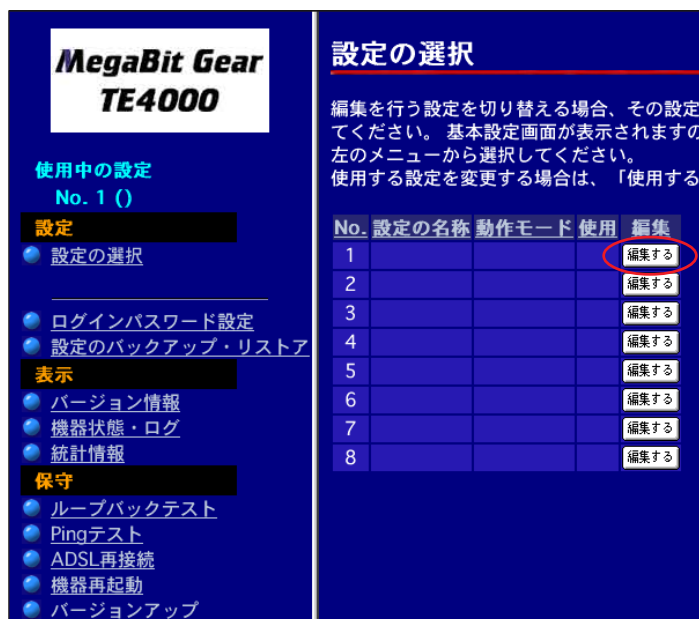 MegaBit Gear
TE4000
使用中の設定
No. 1 ()
設定
設定の選択
ログインパスワード設定
設定のバックアップ・リストア
表示
バージョン情報
機器状態・ログ
統計情報
保守
ループバックテスト
Pingテスト
ADSL再接続
機器再起動
バージョンアップ
設定の選択
編集を行う設定を切り替える場合、その設定
てください。 基本設定画面が表示されますの
左のメニューから選択してください。
使用する設定を変更する場合は、「使用する
No. 設定の名称 動作モード 使用 編集
1 編集する
2 編集する
3 編集する
4 編集する
5 編集する
6 編集する
7 編集する
8 編集する